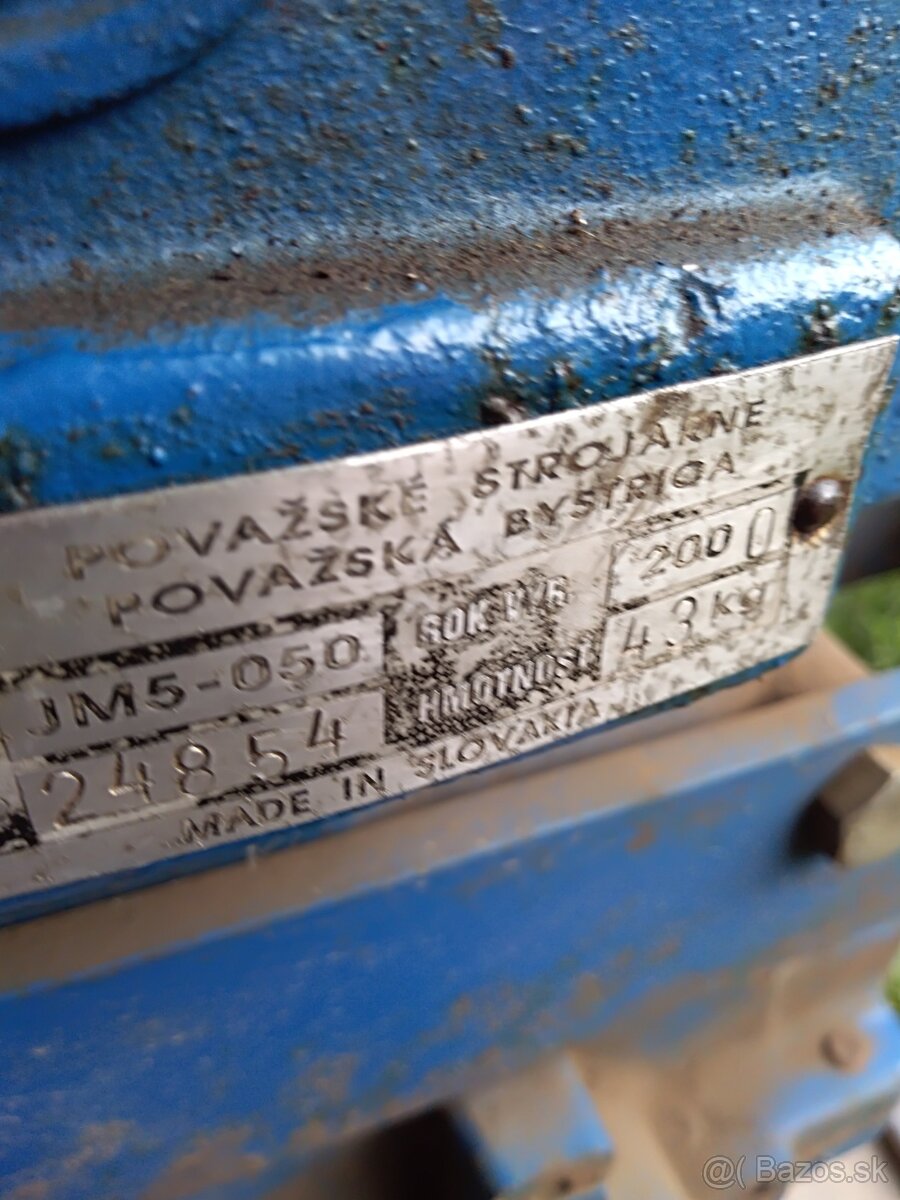 POVAŽSKÉ STROJÁRNE
POVAŽSKÁ BYSTRICA
JM5-050 ROK VÝR 2000
24854 HMOTNOSŤ 43 kg
MADE IN SLOVAKIA
@( Bazos.sk